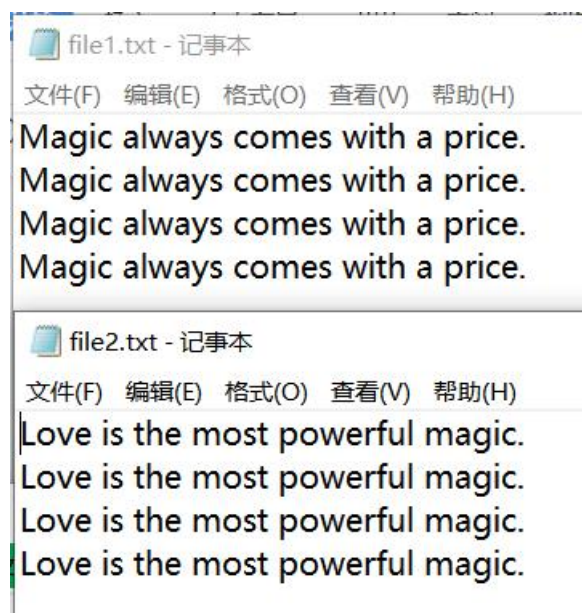 file1.txt - 记事本
文件(F) 编辑(E) 格式(O) 查看(V) 帮助(H)
Magic always comes with a price.
Magic always comes with a price.
Magic always comes with a price.
Magic always comes with a price.
file2.txt - 记事本
文件(F) 编辑(E) 格式(O) 查看(V) 帮助(H)
Love is the most powerful magic.
Love is the most powerful magic.
Love is the most powerful magic.
Love is the most powerful magic.